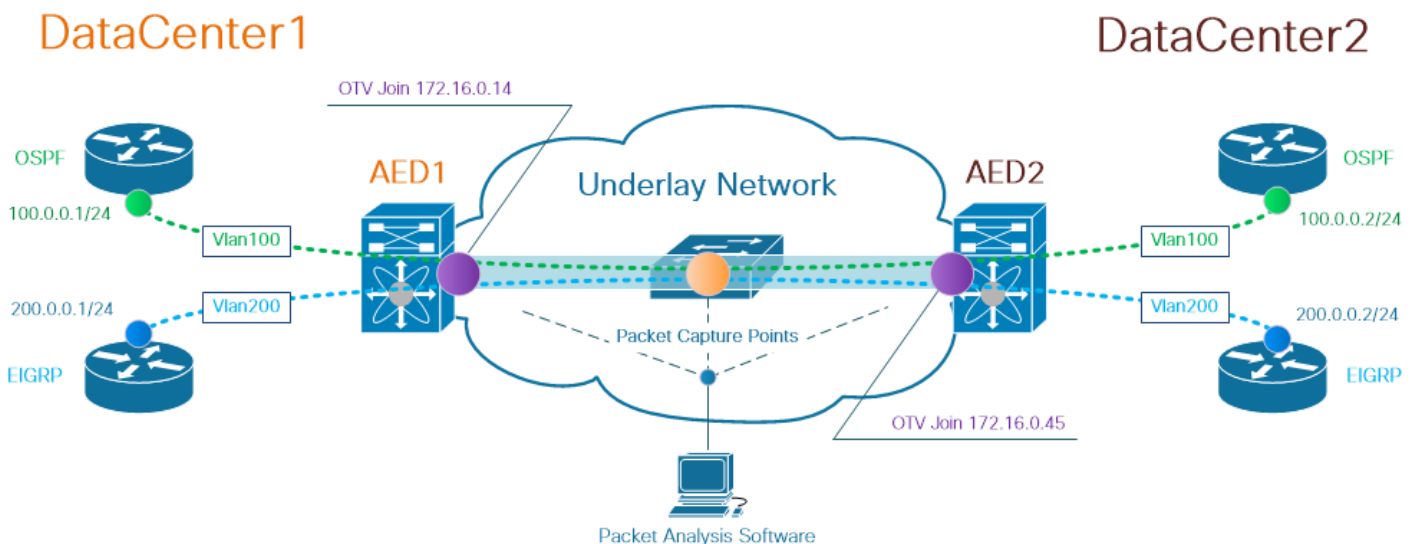 DataCenter1
DataCenter2
OTV Join 172.16.0.14
OSPF
AED1
Underlay Network
AED2
OSPF
100.0.0.1/24
100.0.0.2/24
Vlan100
Vlan100
200.0.0.1/24
Vlan200
Vlan200
200.0.0.2/24
Packet Capture Points
EIGRP
EIGRP
OTV Join 172.16.0.45
Packet Analysis Software